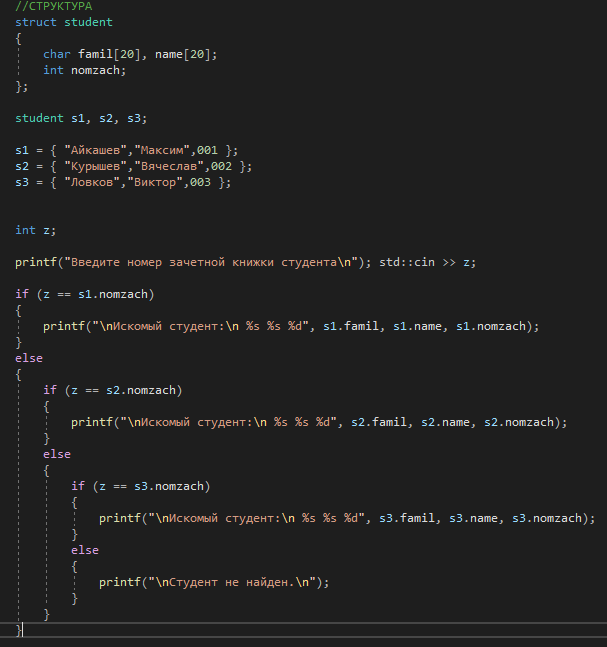 //СТРУКТУРА
struct student
{
char famil[20], name[20];
int nomzach;
};
student s1, s2, s3;
s1 = { "Айкашев","Максим",001 };
s2 = { "Курышев","Вячеслав",002 };
s3 = { "Ловков","Виктор",003 };
int z;
printf("Введите номер зачетной книжки студента\n"); std::cin >> z;
if (z == s1.nomzach)
{
printf("\nИскомый студент:\n %s %s %d", s1.famil, s1.name, s1.nomzach);
}
else
{
if (z == s2.nomzach)
{
printf("\nИскомый студент:\n %s %s %d", s2.famil, s2.name, s2.nomzach);
}
else
{
if (z == s3.nomzach)
{
printf("\nИскомый студент:\n %s %s %d", s3.famil, s3.name, s3.nomzach);
}
else
{
printf("\nСтудент не найден.\n");
}
}
}